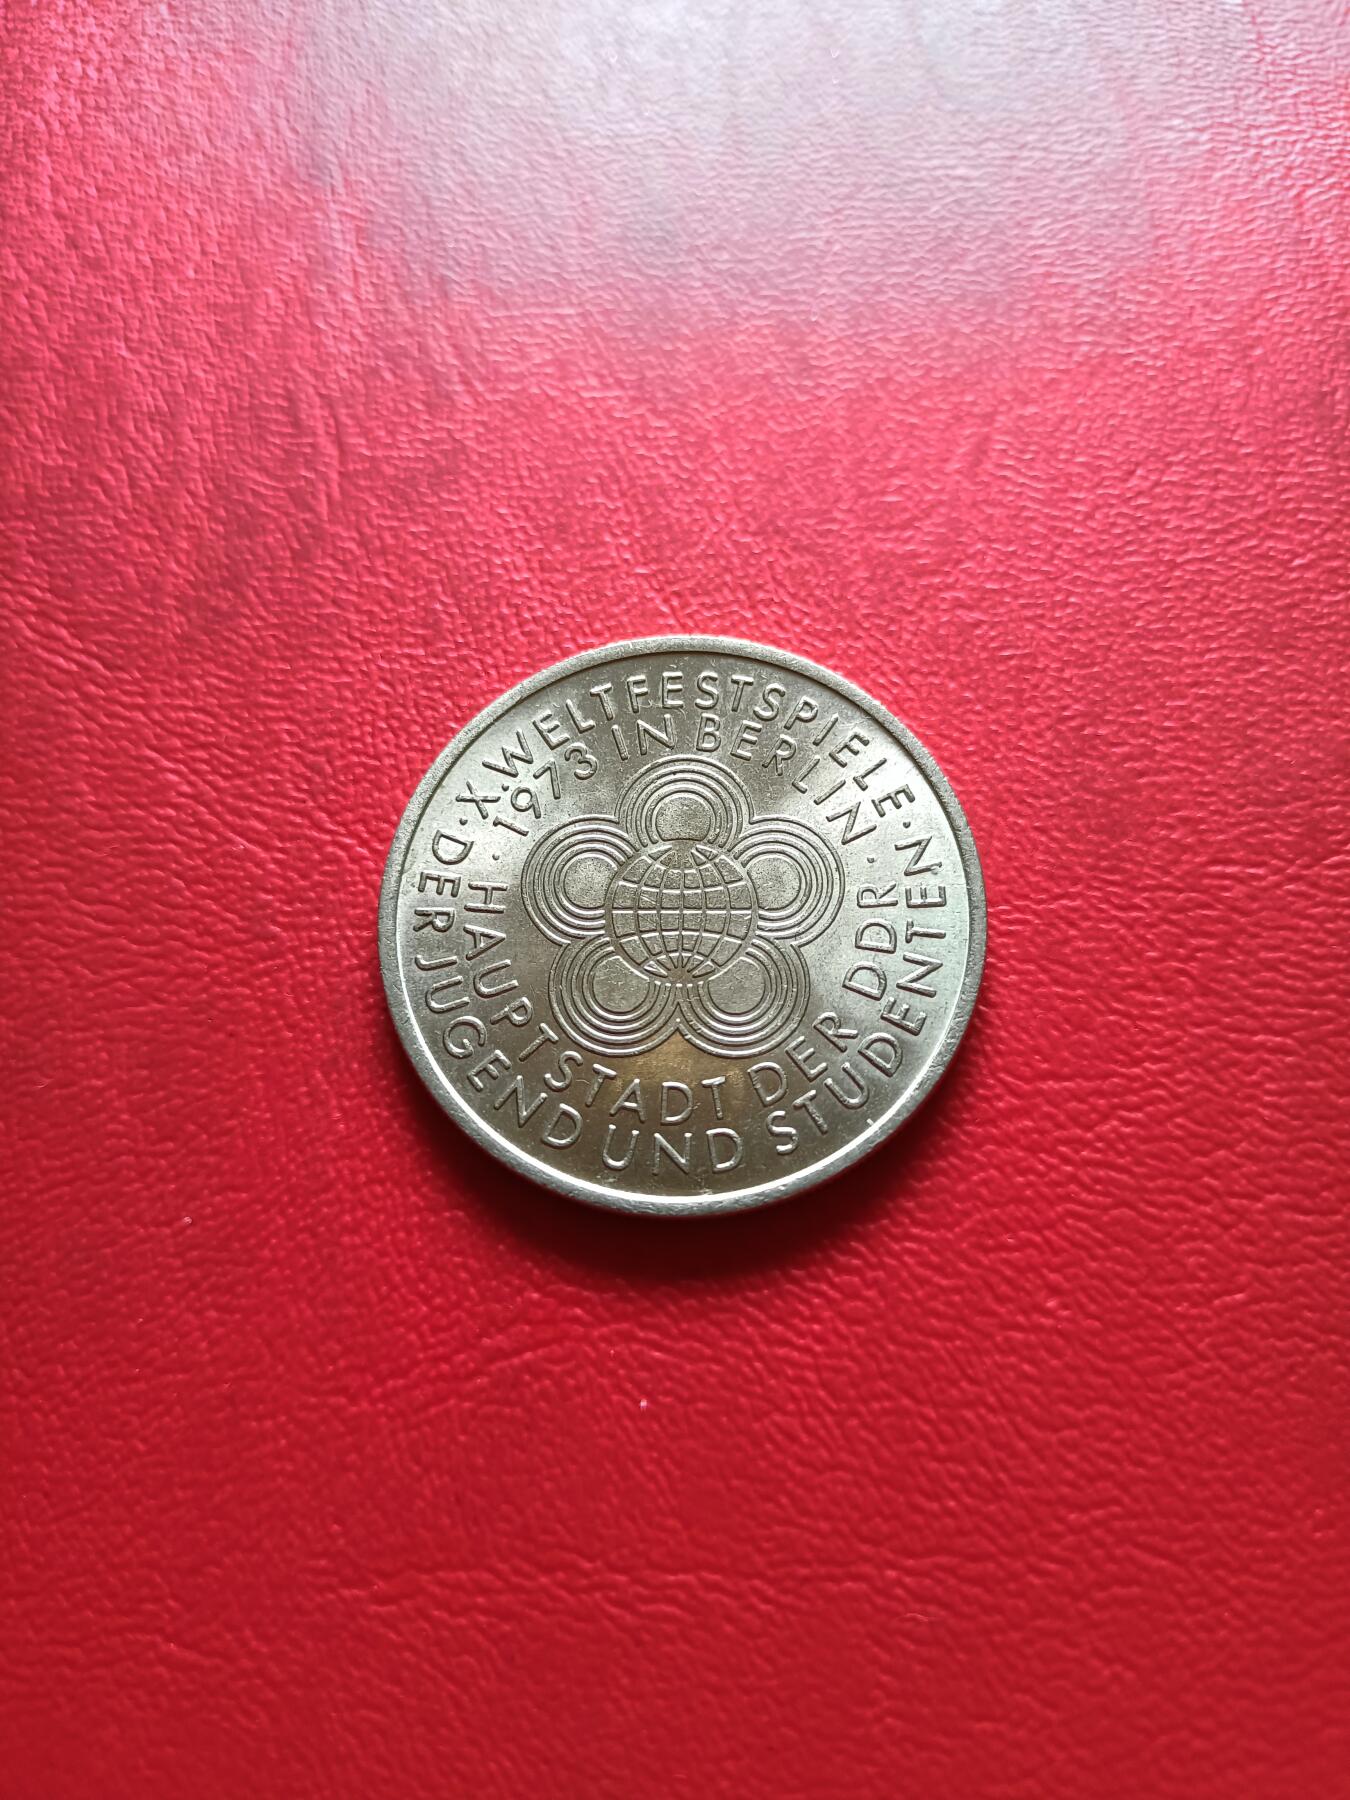 X. WELTFESTSPIELE ·
DER JUGEND UND STUDENTEN ·
1973 IN BERLIN ·
HAUPTSTADT DER DDR ·